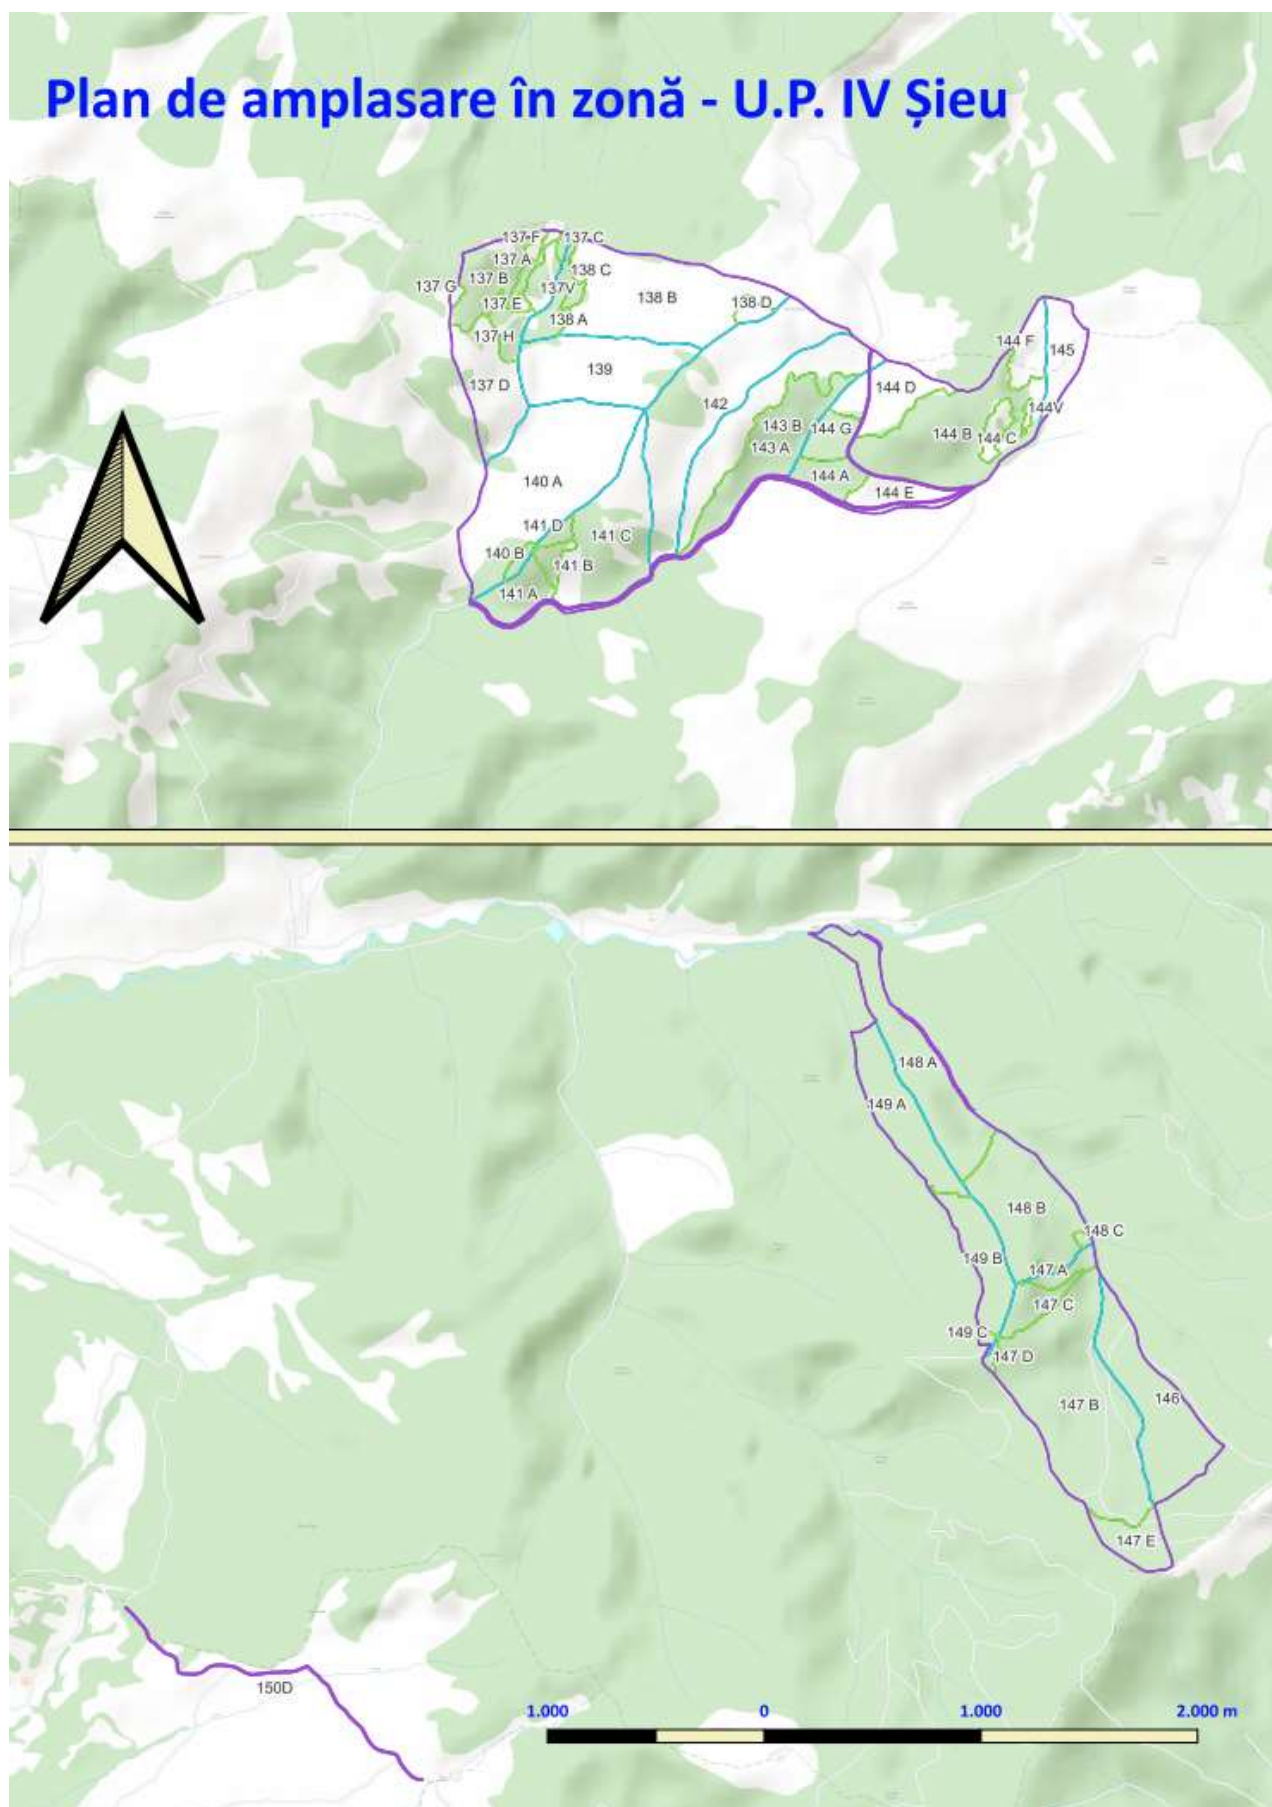 Plan de amplasare în zonă - U.P. IV Șieu
137 F
137 C
137 A
138 C
137 B
137 G
137V
138 B
138 D
137 E
138 A
137 H
144 F
145
139
137 D
144 D
142
144V
143 B
144 G
144 B
144 C
143 A
144 A
140 A
144 E
141 D
141 C
140 B
141 B
141 A
148 A
149 A
148 B
148 C
149 B
147 A
147 C
149 C
147 D
146
147 B
147 E
150D
1.000 0 1.000 2.000 m